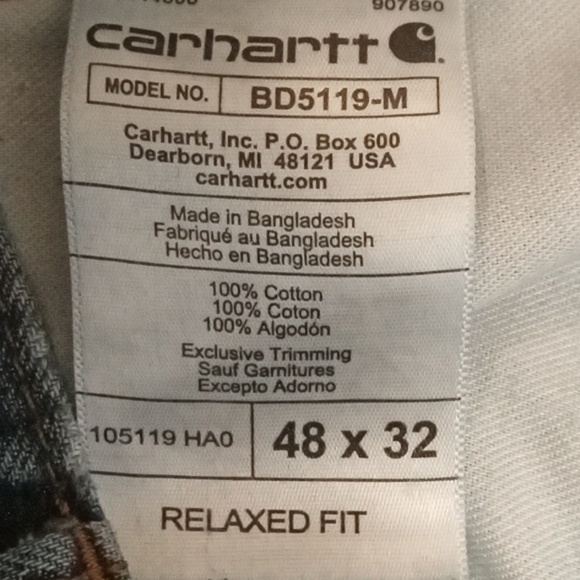 907890
carhartt
MODEL NO. BD5119-M
Carhartt, Inc. P.O. Box 600
Dearborn, MI 48121 USA
carhartt.com
Made in Bangladesh
Fabriqué au Bangladesh
Hecho en Bangladesh
100% Cotton
100% Coton
100% Algodón
Exclusive Trimming
Sauf Garnitures
Excepto Adorno
105119 HA0 48 x 32
RELAXED FIT